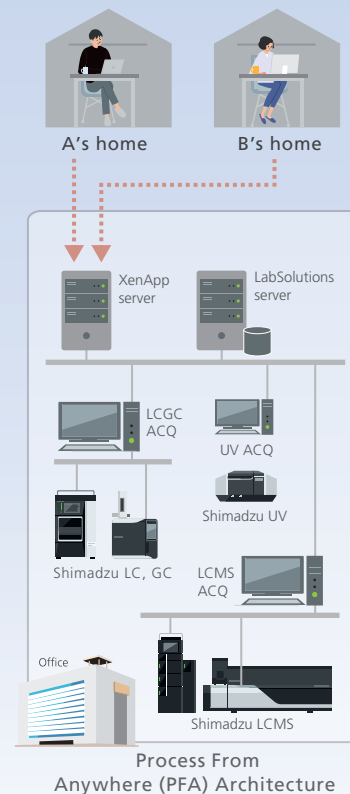 A's home
B's home
XenApp
server
LabSolutions
server
LCGC
ACQ
UV ACQ
Shimadzu UV
Shimadzu LC, GC
LCMS
ACQ
Office
Shimadzu LCMS
Process From
Anywhere (PFA) Architecture